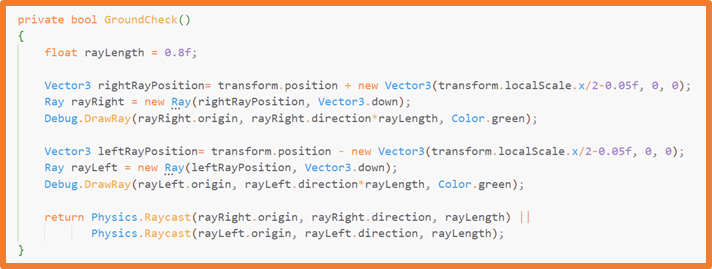 private bool GroundCheck()
{
float rayLength = 0.8f;
Vector3 rightRayPosition= transform.position + new Vector3(transform.localScale.x/2-0.05f, 0, 0);
Ray rayRight = new Ray(rightRayPosition, Vector3.down);
Debug.DrawRay(rayRight.origin, rayRight.direction*rayLength, Color.green);
Vector3 leftRayPosition= transform.position - new Vector3(transform.localScale.x/2-0.05f, 0, 0);
Ray rayLeft = new Ray(leftRayPosition, Vector3.down);
Debug.DrawRay(rayLeft.origin, rayLeft.direction*rayLength, Color.green);
return Physics.Raycast(rayRight.origin, rayRight.direction, rayLength) ||
Physics.Raycast(rayLeft.origin, rayLeft.direction, rayLength);
}